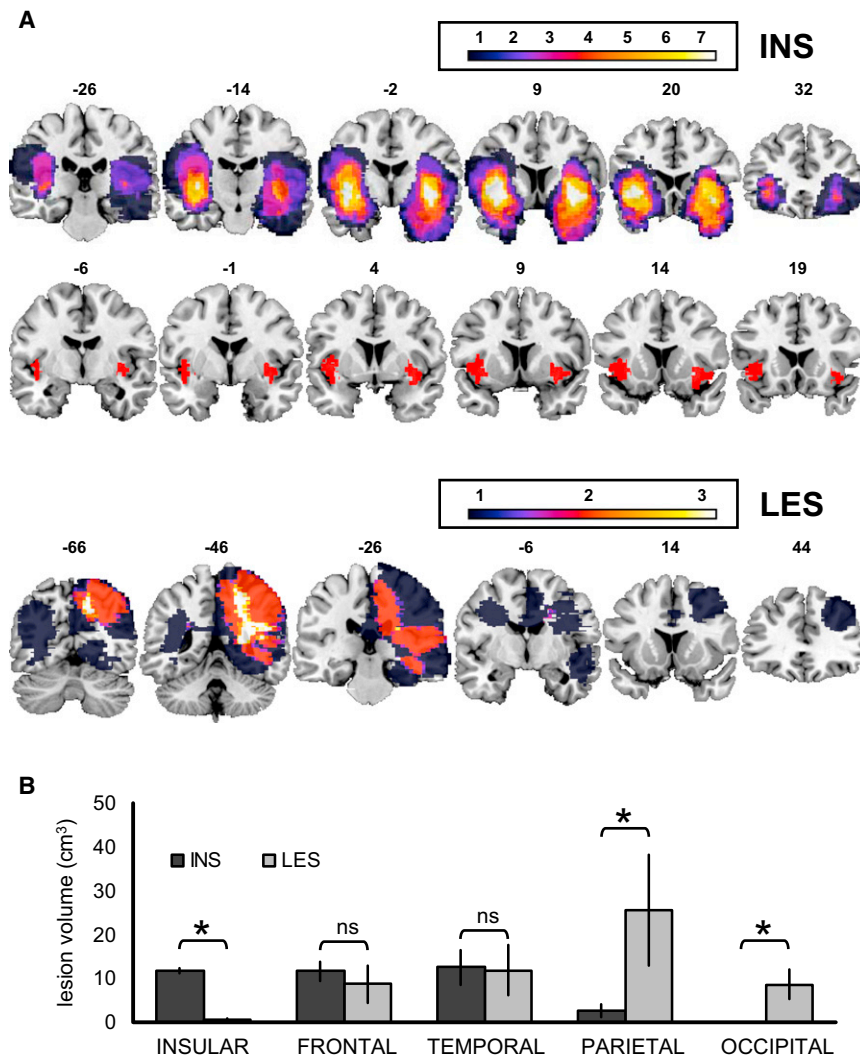 A
1 2 3 4 5 6 7 INS
-26 -14 -2 9 20 32
-6 -1 4 9 14 19
1 2 3 LES
-66 -46 -26 -6 14 44
B
lesion volume (cm³)
50
40
30
20
10
0
INS LES
* ns ns * *
INSULAR FRONTAL TEMPORAL PARIETAL OCCIPITAL